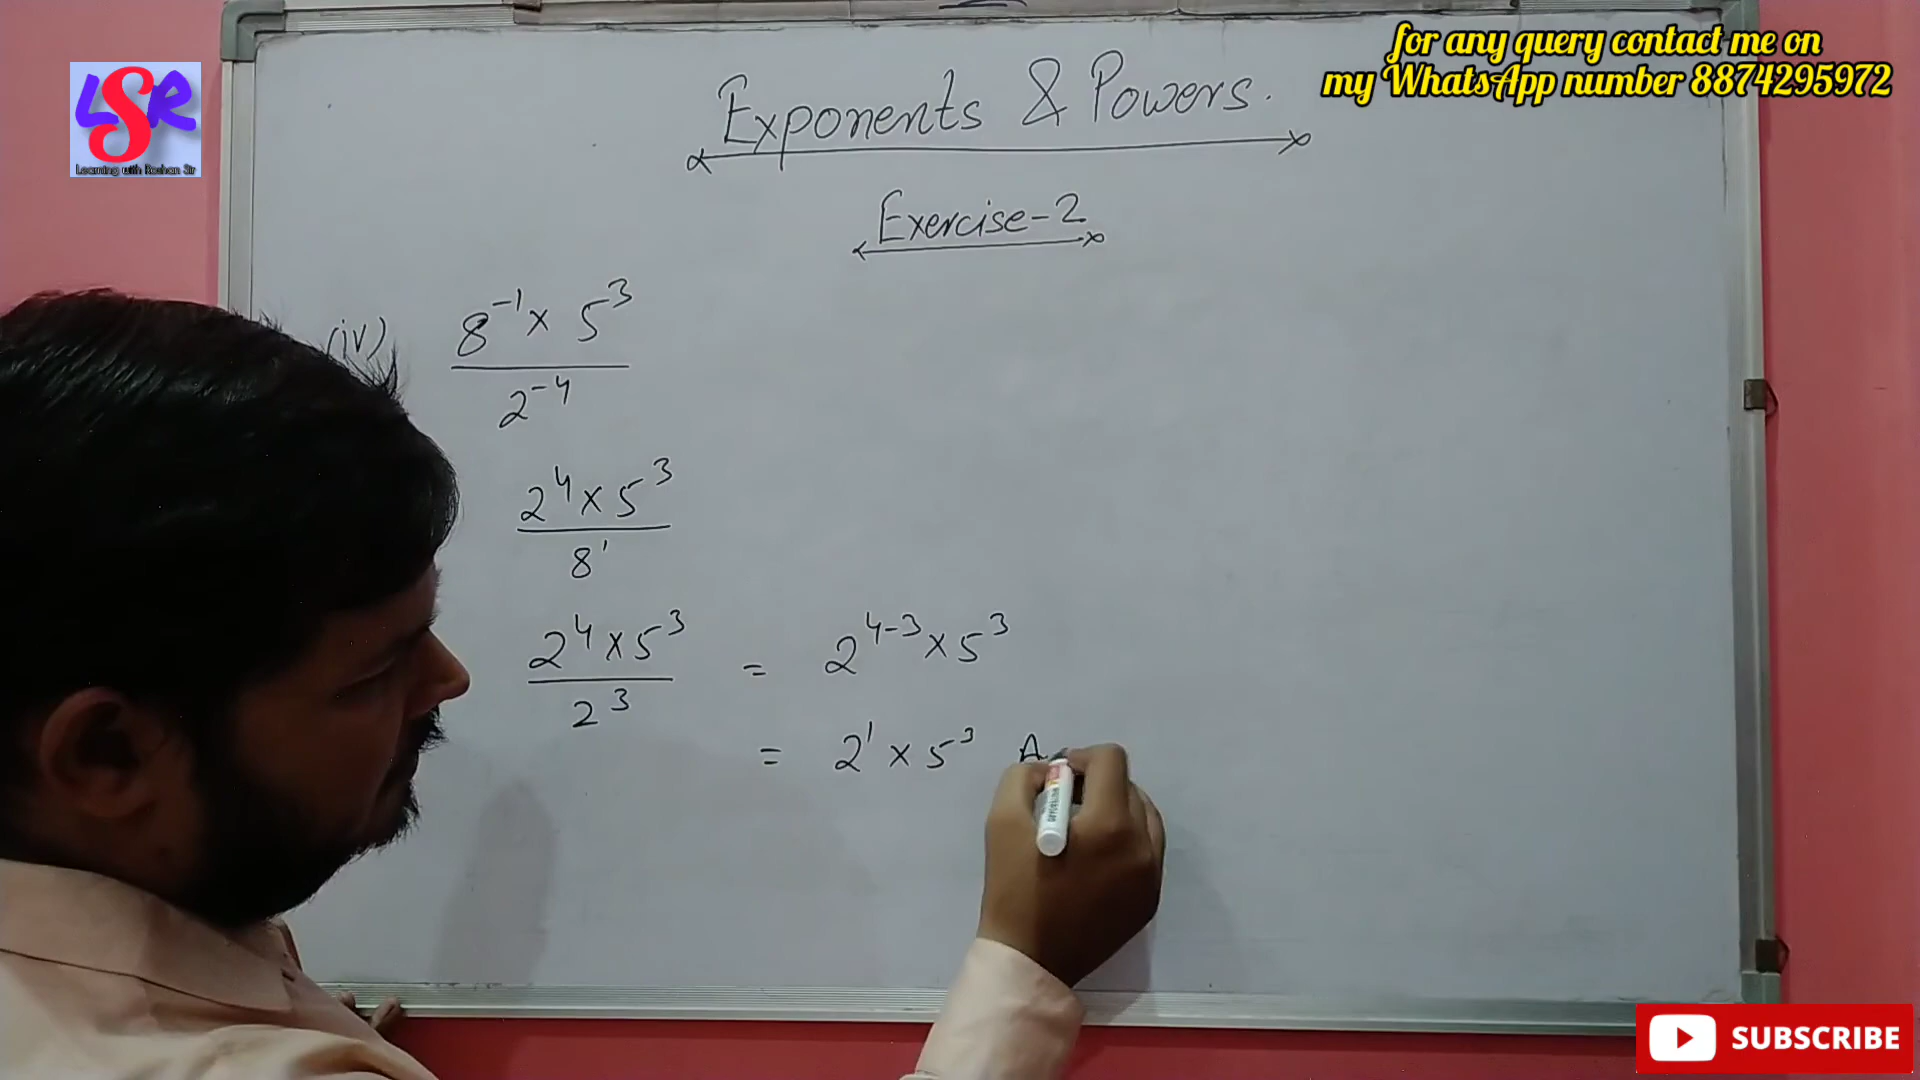 for any query contact me on
my WhatsApp number 8874295972
LSR
Learning with Roshan Sir
Exponents & Powers.
Exercise-2
(iv) 8⁻¹ × 5³
2⁻⁴
2⁴ × 5³
8¹
2⁴ × 5³ = 2⁴⁻³ × 5³
2³
= 2¹ × 5³ A
SUBSCRIBE